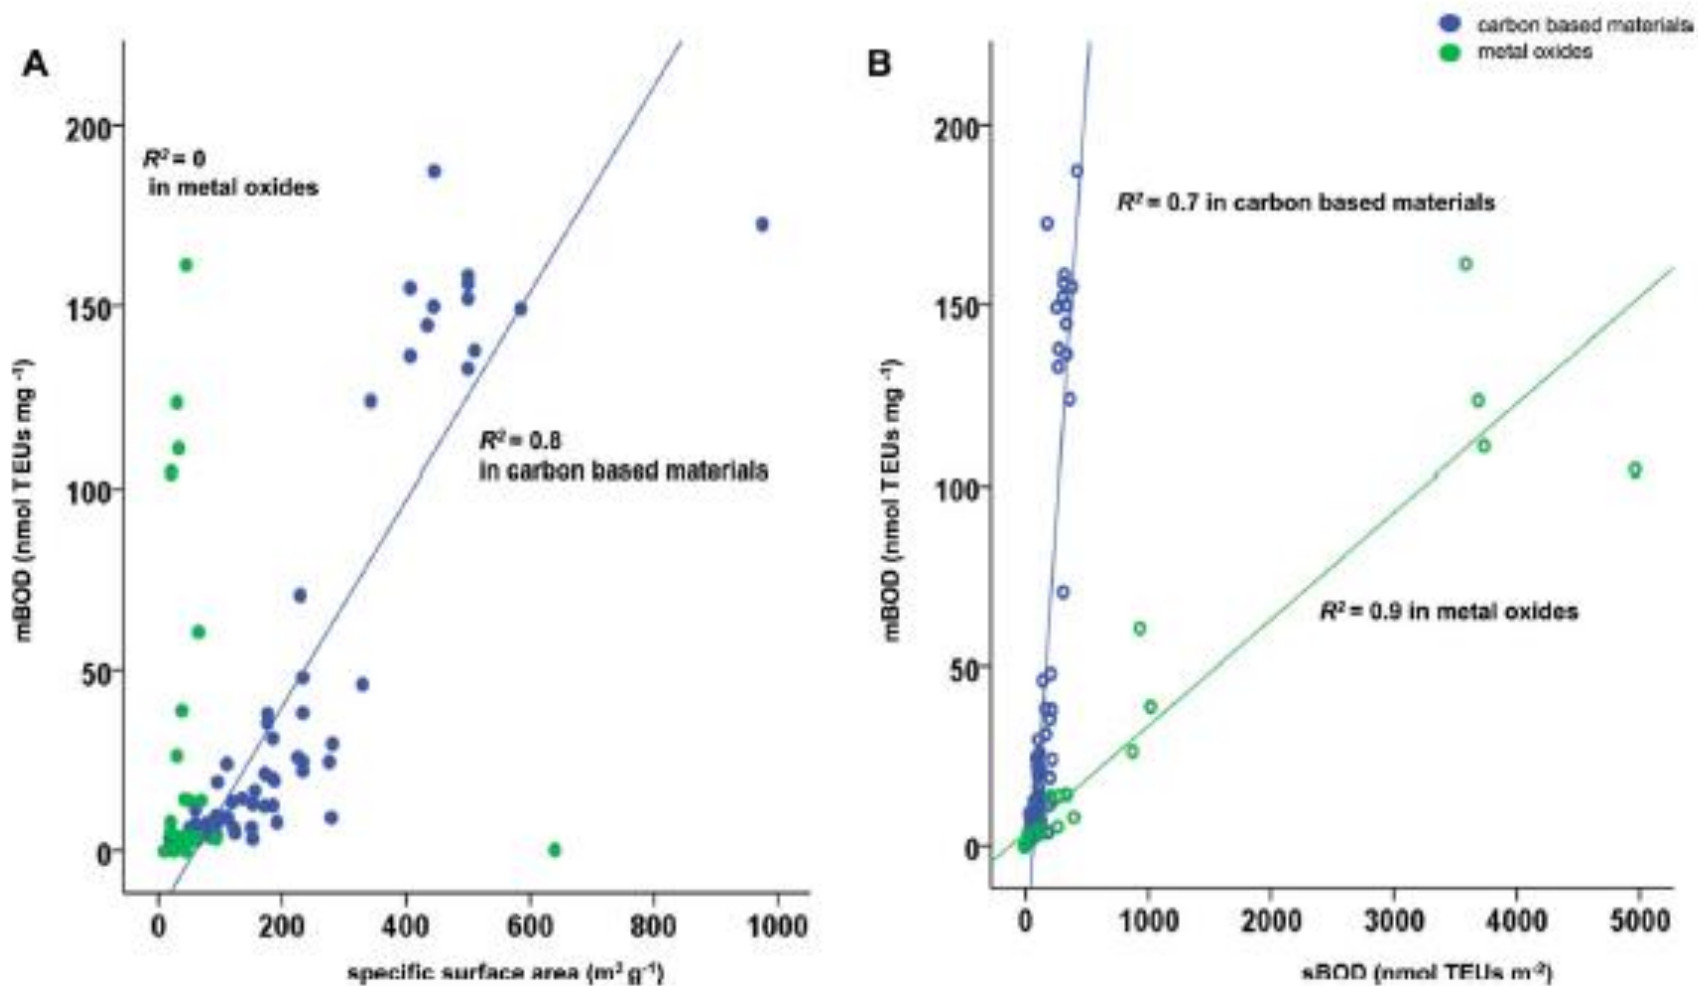 A
B
carbon based materials
metal oxides
200
150
100
50
0
mBOD (nmol TEUs mg ⁻¹)
R² = 0
in metal oxides
R² = 0.8
in carbon based materials
0 200 400 600 800 1000
specific surface area (m² g⁻¹)
200
150
100
50
0
mBOD (nmol TEUs mg ⁻¹)
R² = 0.7 in carbon based materials
R² = 0.9 in metal oxides
0 1000 2000 3000 4000 5000
sBOD (nmol TEUs m⁻²)